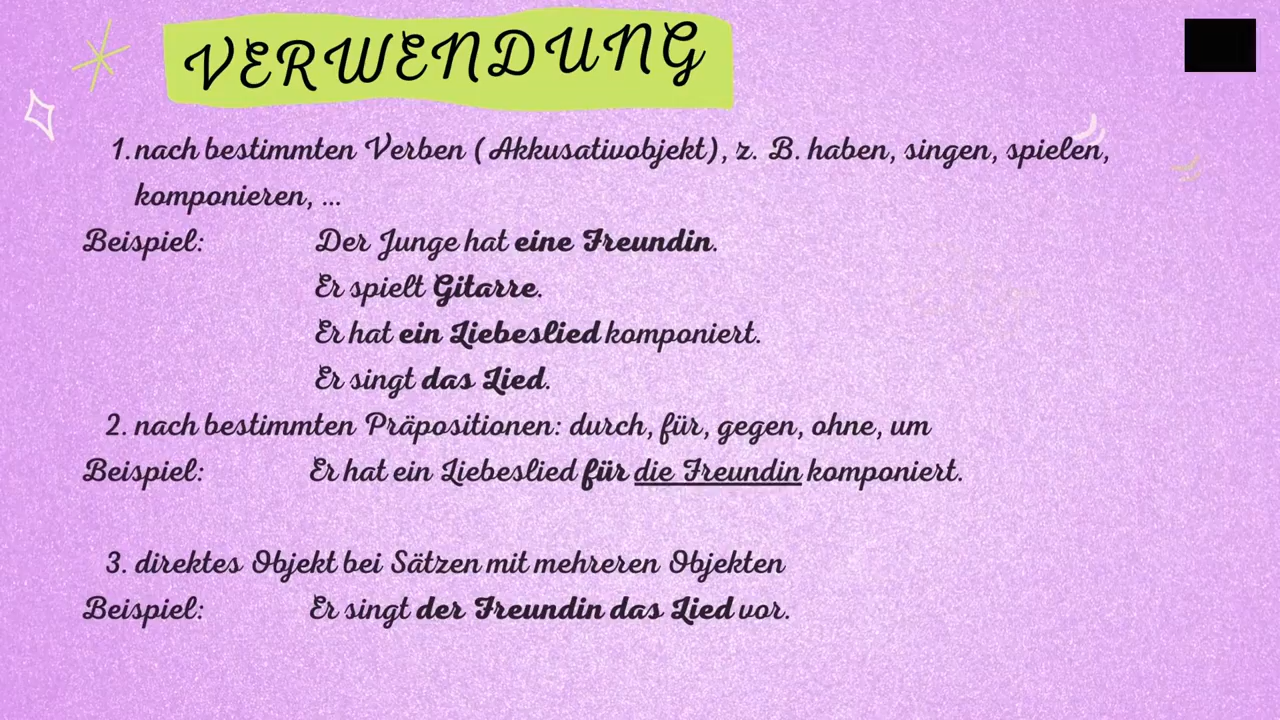 VERWENDUNG
1. nach bestimmten Verben (Akkusativobjekt), z. B. haben, singen, spielen,
komponieren, ...
Beispiel: Der Junge hat eine Freundin.
Er spielt Gitarre.
Er hat ein Liebeslied komponiert.
Er singt das Lied.
2. nach bestimmten Präpositionen: durch, für, gegen, ohne, um
Beispiel: Er hat ein Liebeslied für die Freundin komponiert.
3. direktes Objekt bei Sätzen mit mehreren Objekten
Beispiel: Er singt der Freundin das Lied vor.